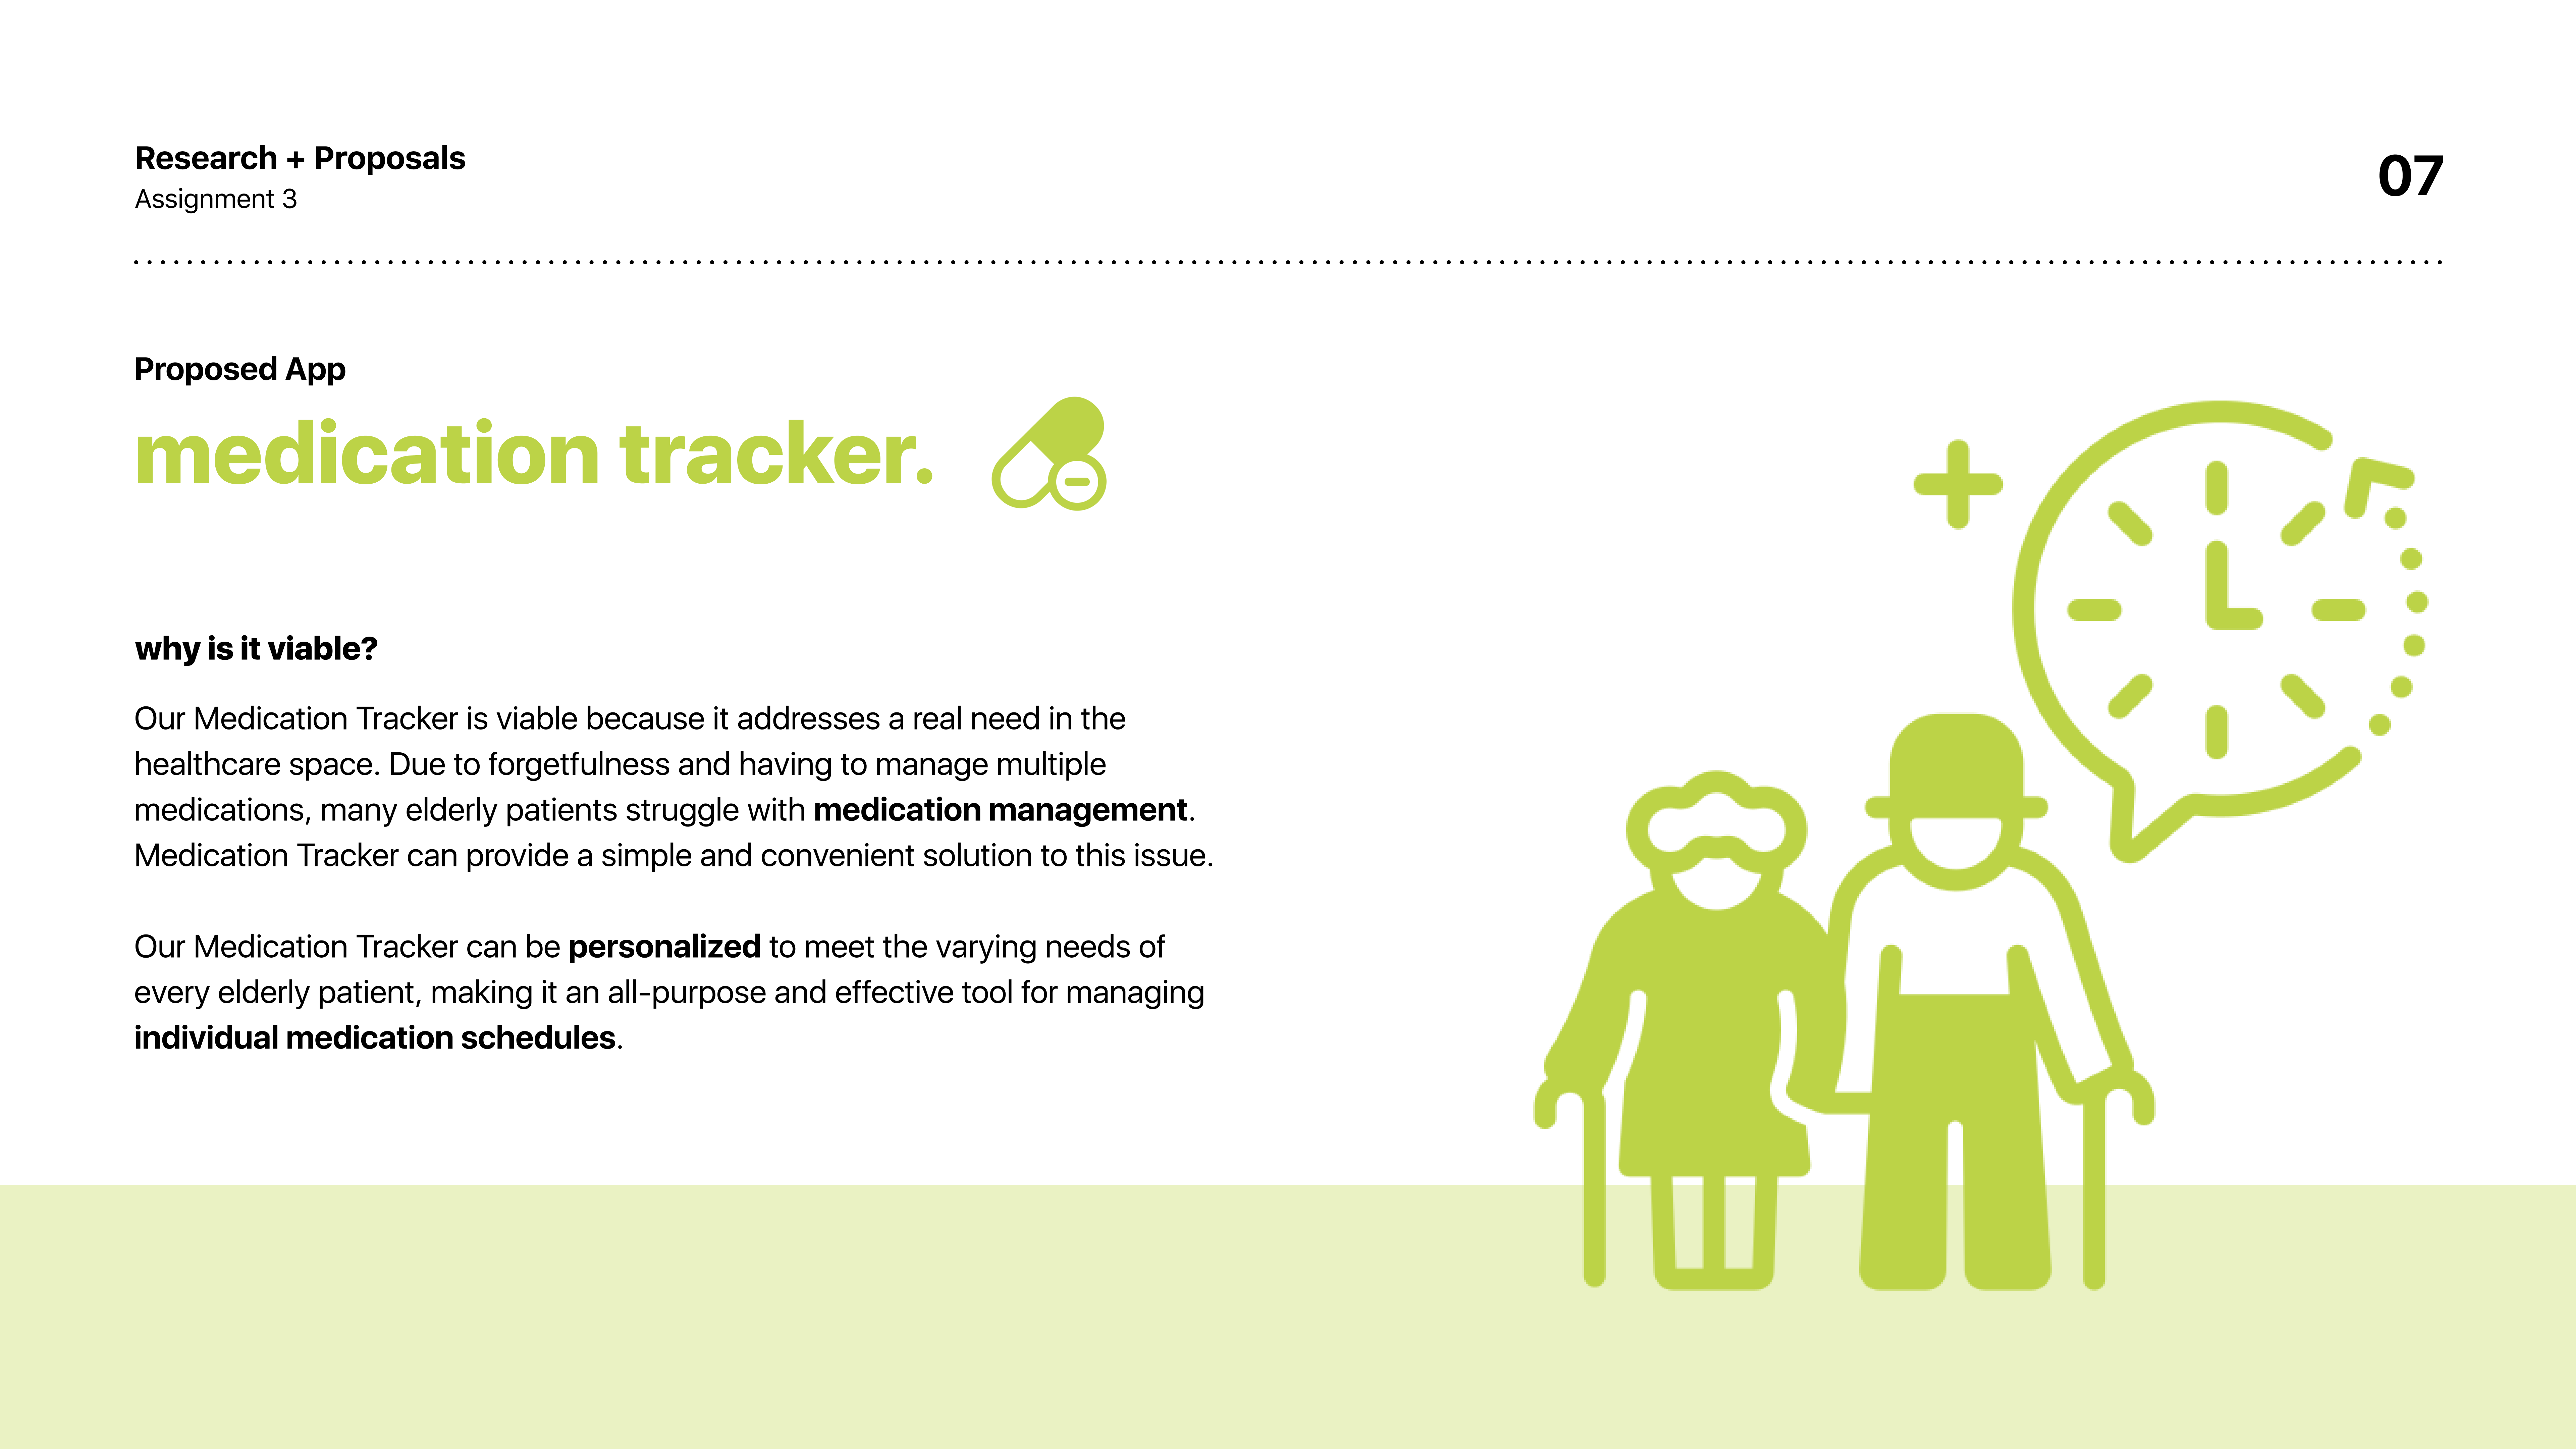 Research + Proposals
Assignment 3
07
Proposed App
medication tracker.
why is it viable?
Our Medication Tracker is viable because it addresses a real need in the
healthcare space. Due to forgetfulness and having to manage multiple
medications, many elderly patients struggle with medication management.
Medication Tracker can provide a simple and convenient solution to this issue.
Our Medication Tracker can be personalized to meet the varying needs of
every elderly patient, making it an all-purpose and effective tool for managing
individual medication schedules.